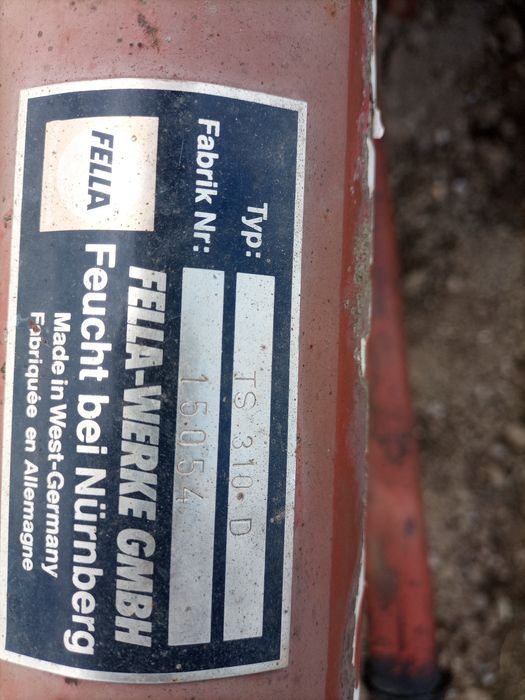 Typ: TS 310 D
Fabrik Nr: 15054
FELLA
FELLA-WERKE GMBH
Feucht bei Nürnberg
Made in West-Germany
Fabriquée en Allemagne